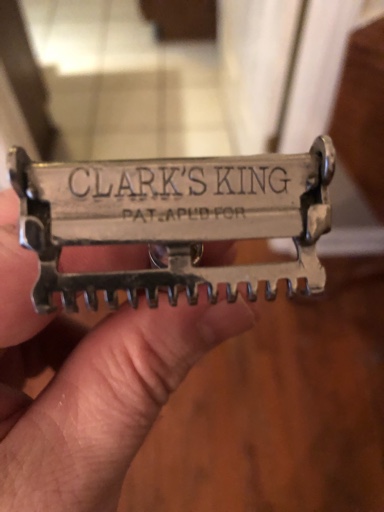 CLARK'S KING
PAT. APL'D FOR